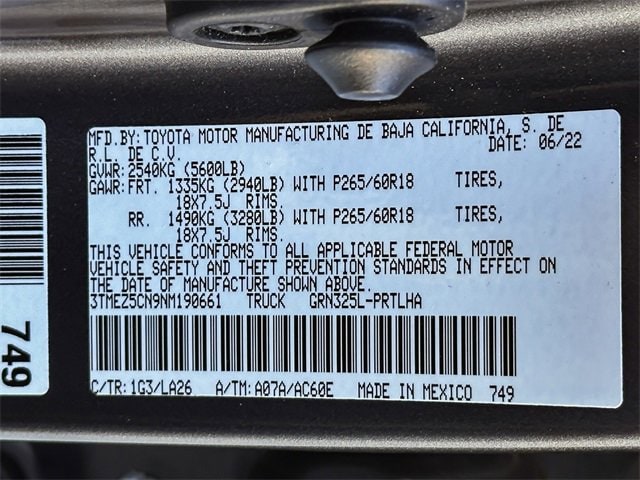 MFD.BY:TOYOTA MOTOR MANUFACTURING DE BAJA CALIFORNIA, S. DE
R.L. DE C.V. DATE: 06/22
GVWR:2540KG (5600LB)
GAWR:FRT. 1335KG (2940LB) WITH P265/60R18 TIRES,
18X7.5J RIMS.
RR. 1490KG (3280LB) WITH P265/60R18 TIRES,
18X7.5J RIMS.
THIS VEHICLE CONFORMS TO ALL APPLICABLE FEDERAL MOTOR
VEHICLE SAFETY AND THEFT PREVENTION STANDARDS IN EFFECT ON
THE DATE OF MANUFACTURE SHOWN ABOVE.
3TMEZ5CN9NM190661 TRUCK GRN325L-PRTLHA
C/TR:1G3/LA26 A/TM:A07A/AC60E MADE IN MEXICO 749
749